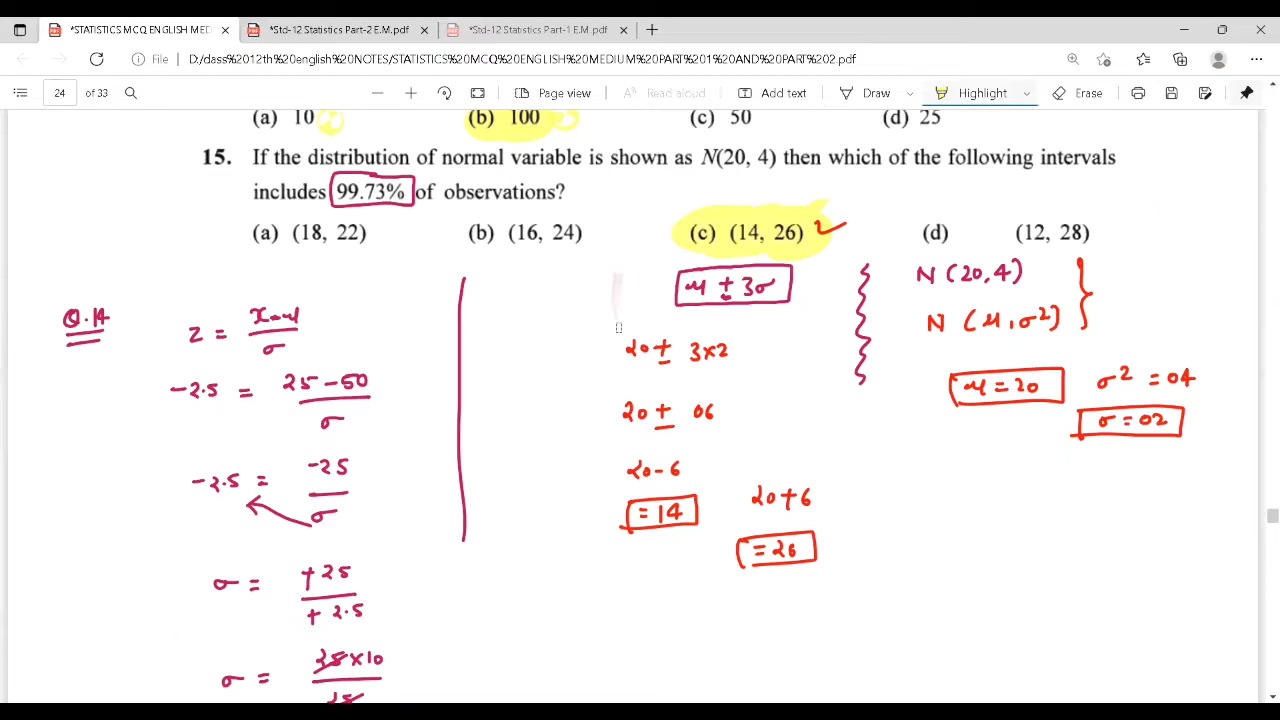 *STATISTICS MCQ ENGLISH MED
*Std-12 Statistics Part-2 E.M.pdf
*Std-12 Statistics Part-1 E.M.pdf
File
D:/class%2012th%20english%20NOTES/STATISTICS%20MCQ%20ENGLISH%20MEDIUM%20PART%201%20AND%20PART%202.pdf
24 of 33
Page view
Read aloud
Add text
Draw
Highlight
Erase
(a) 10 (b) 100 (c) 50 (d) 25
15. If the distribution of normal variable is shown as N(20, 4) then which of the following intervals
includes 99.73% of observations?
(a) (18, 22) (b) (16, 24) (c) (14, 26) (d) (12, 28)
Q.14
Z = x-μ / σ
-2.5 = 25-50 / σ
-2.5 = -25 / σ
σ = +25 / +2.5
σ = 25×10 / 25
μ ± 3σ
20 ± 3×2
20 ± 06
20-6
= 14
20+6
= 26
N (20,4)
N (μ, σ²)
μ = 20
σ² = 04
σ = 02